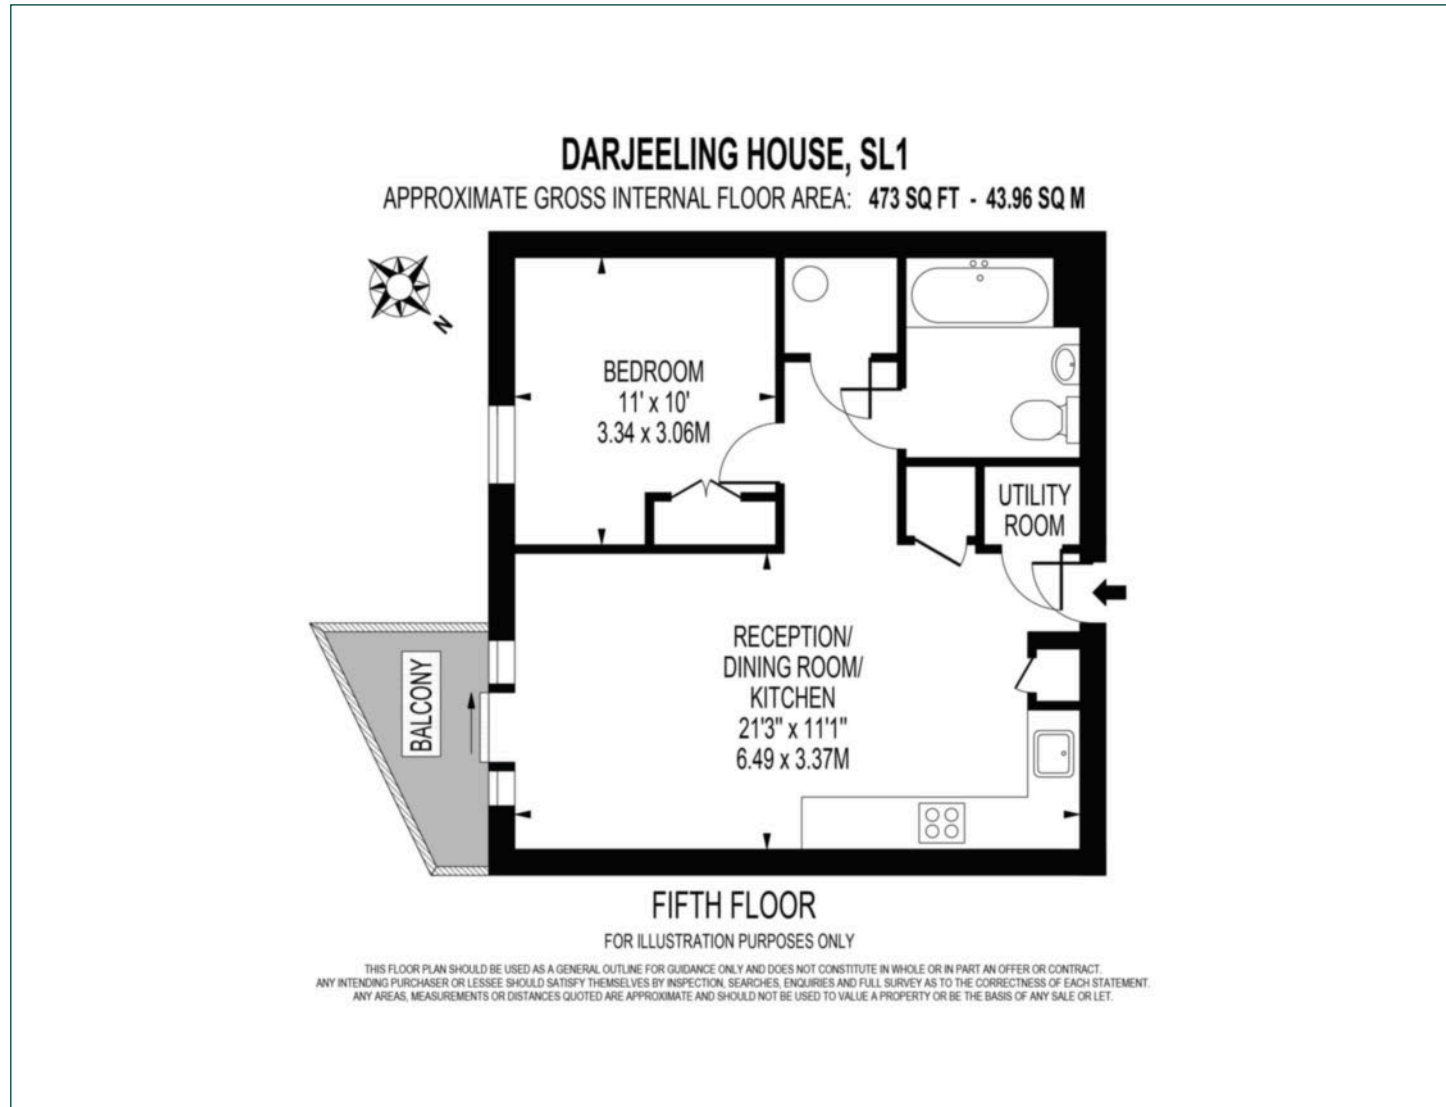 DARJEELING HOUSE, SL1
APPROXIMATE GROSS INTERNAL FLOOR AREA: 473 SQ FT - 43.96 SQ M
N
BEDROOM
11' x 10'
3.34 x 3.06M
UTILITY
ROOM
RECEPTION/
DINING ROOM/
KITCHEN
21'3" x 11'1"
6.49 x 3.37M
BALCONY
FIFTH FLOOR
FOR ILLUSTRATION PURPOSES ONLY
THIS FLOOR PLAN SHOULD BE USED AS A GENERAL OUTLINE FOR GUIDANCE ONLY AND DOES NOT CONSTITUTE IN WHOLE OR IN PART AN OFFER OR CONTRACT.
ANY INTENDING PURCHASER OR LESSEE SHOULD SATISFY THEMSELVES BY INSPECTION, SEARCHES, ENQUIRIES AND FULL SURVEY AS TO THE CORRECTNESS OF EACH STATEMENT.
ANY AREAS, MEASUREMENTS OR DISTANCES QUOTED ARE APPROXIMATE AND SHOULD NOT BE USED TO VALUE A PROPERTY OR BE THE BASIS OF ANY SALE OR LET.